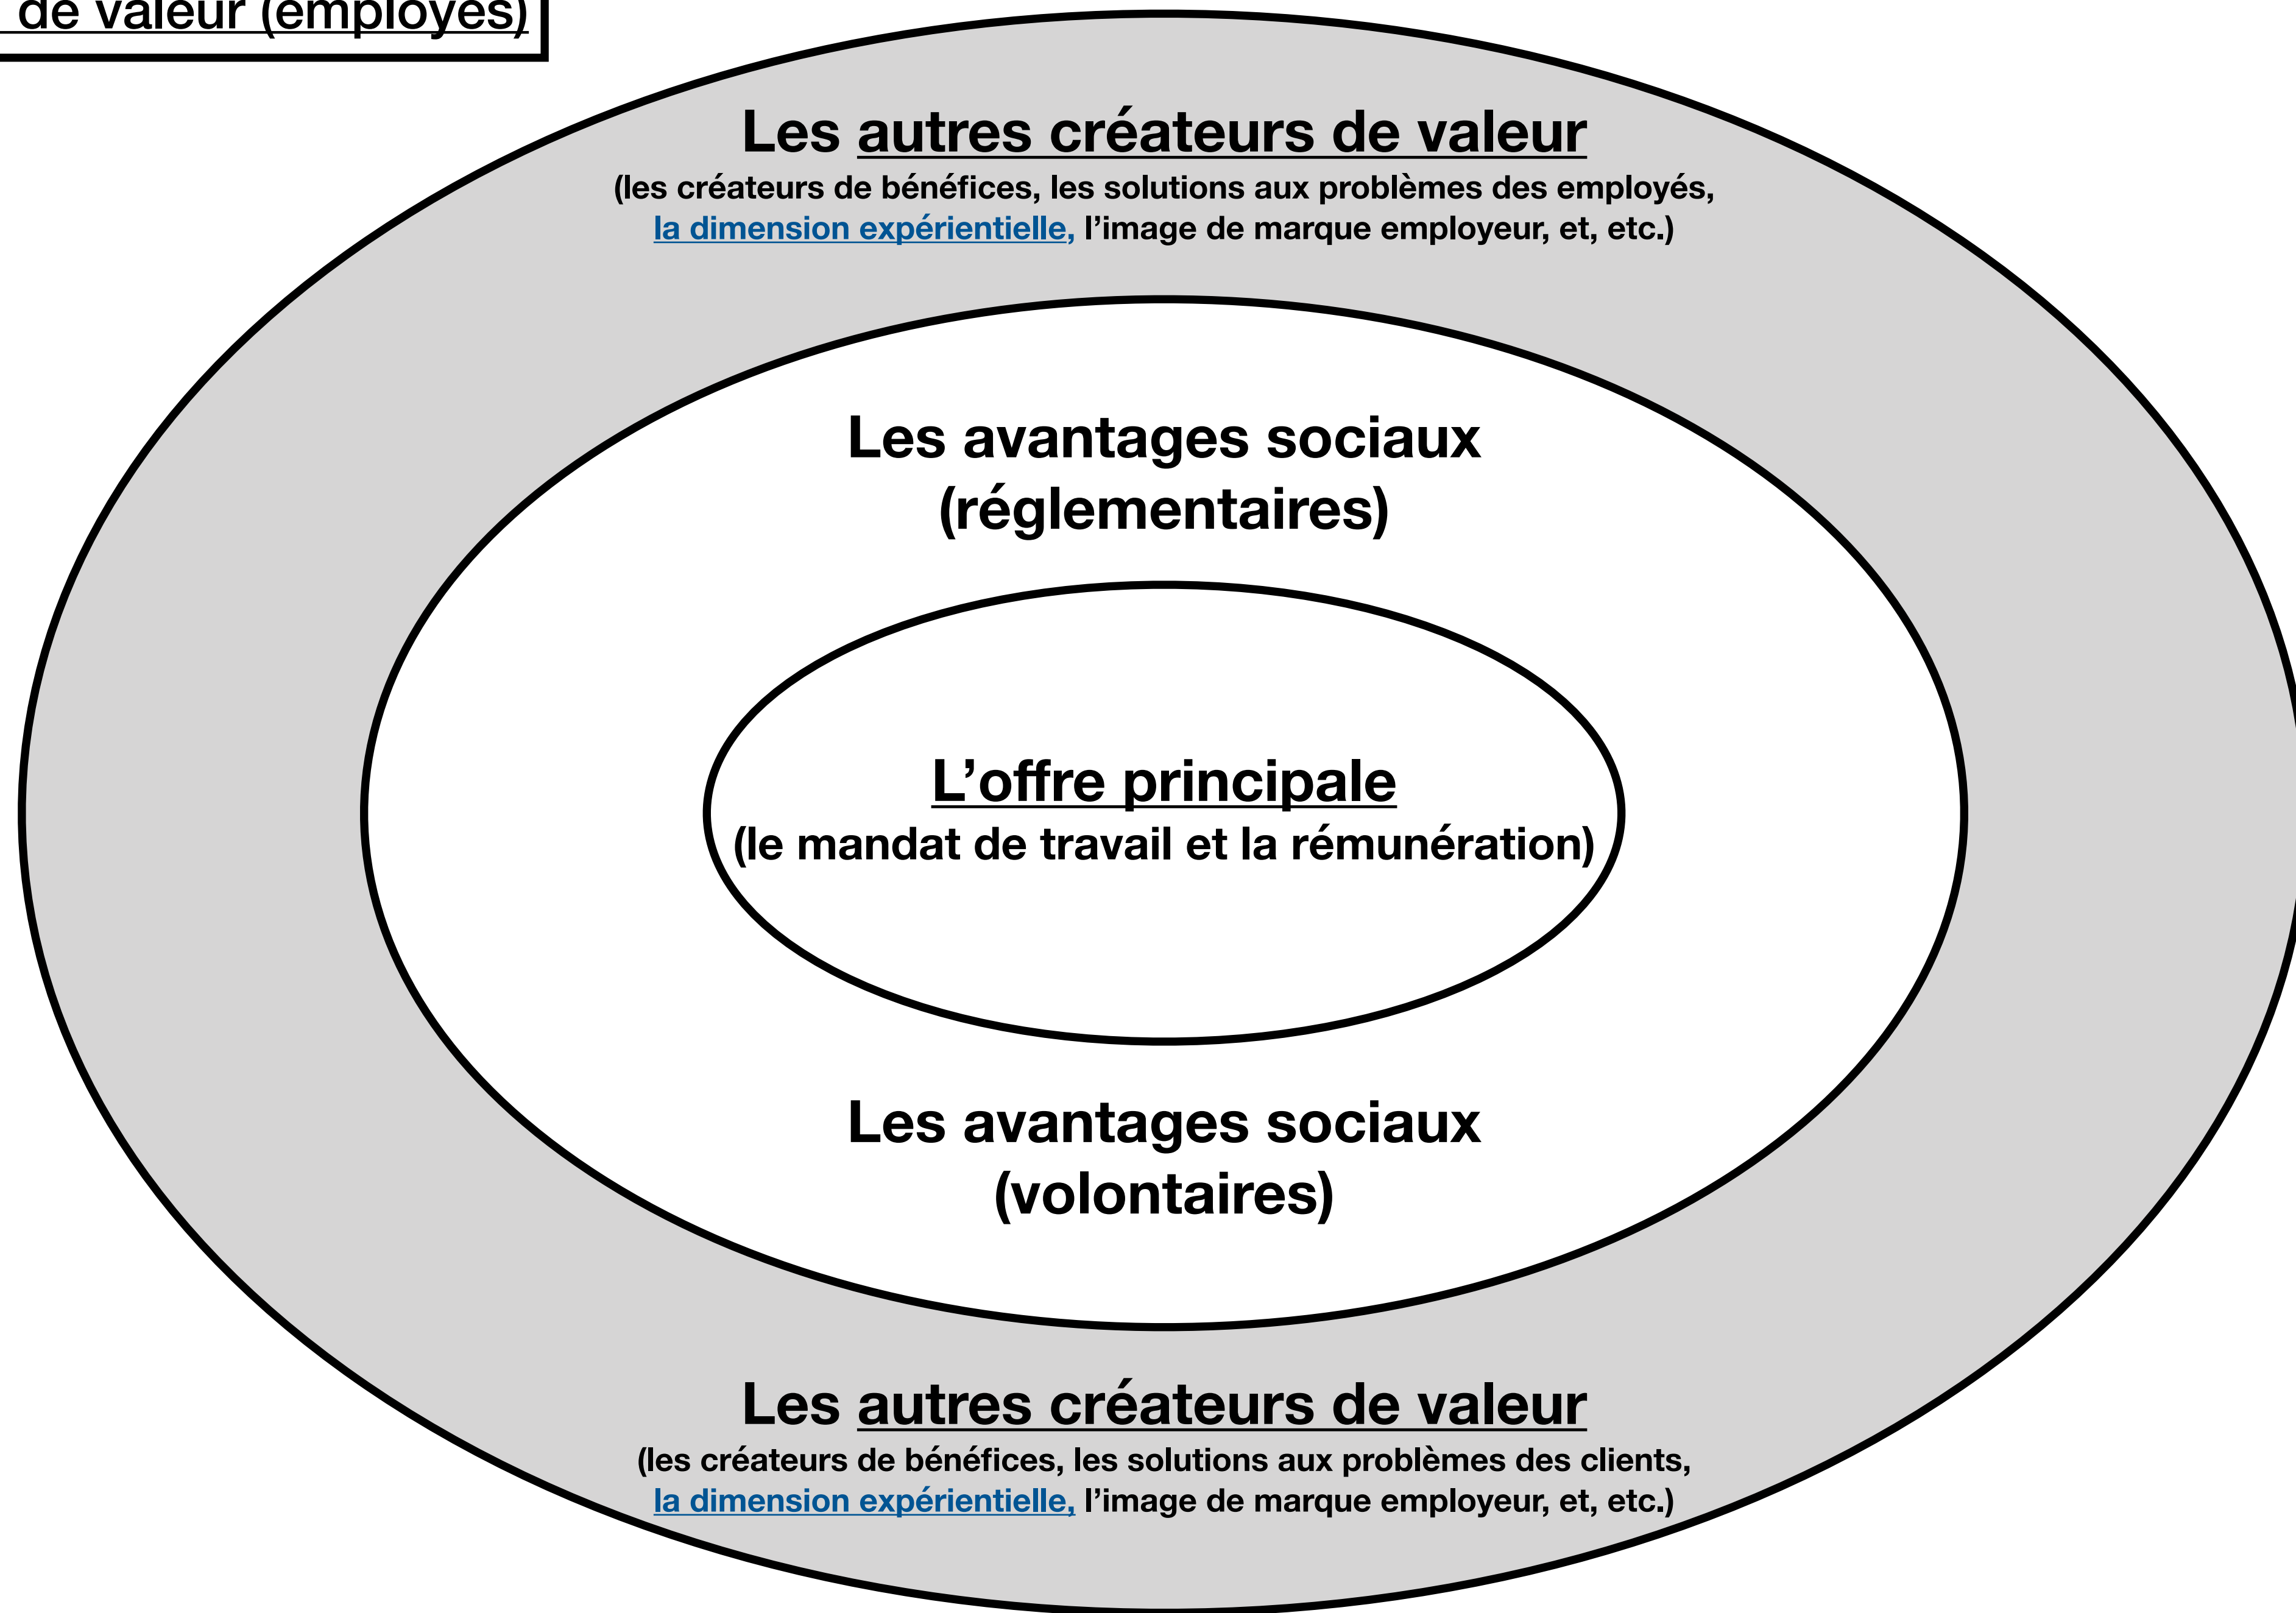 de valeur (employés)
Les autres créateurs de valeur
(les créateurs de bénéfices, les solutions aux problèmes des employés,
la dimension expérientielle, l’image de marque employeur, et, etc.)
Les avantages sociaux
(réglementaires)
L’offre principale
(le mandat de travail et la rémunération)
Les avantages sociaux
(volontaires)
Les autres créateurs de valeur
(les créateurs de bénéfices, les solutions aux problèmes des clients,
la dimension expérientielle, l’image de marque employeur, et, etc.)